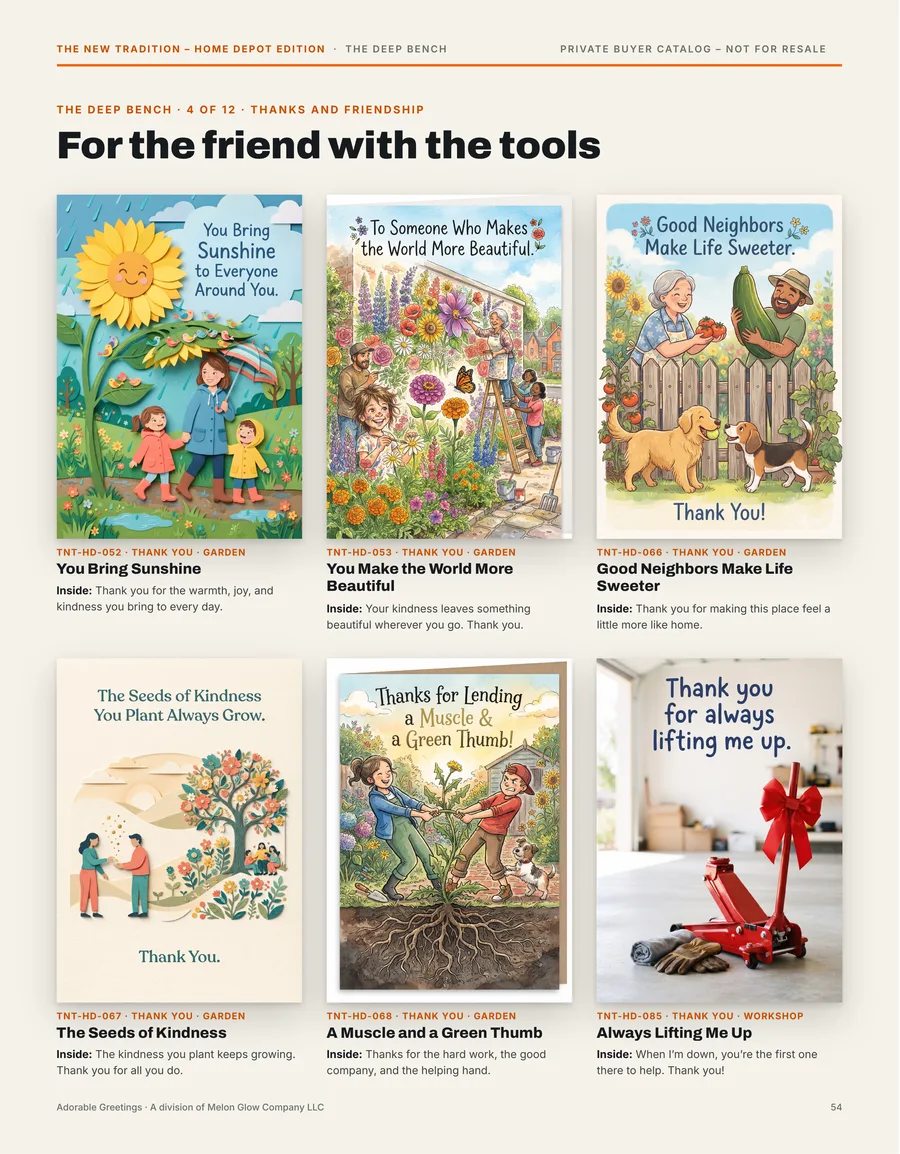 THE NEW TRADITION – HOME DEPOT EDITION · THE DEEP BENCH
PRIVATE BUYER CATALOG – NOT FOR RESALE
THE DEEP BENCH · 4 OF 12 · THANKS AND FRIENDSHIP
For the friend with the tools
You Bring
Sunshine
to Everyone
Around You.
To Someone Who Makes
the World More Beautiful.
Good Neighbors
Make Life Sweeter.
Thank You!
TNT-HD-052 · THANK YOU · GARDEN
You Bring Sunshine
Inside: Thank you for the warmth, joy, and
kindness you bring to every day.
TNT-HD-053 · THANK YOU · GARDEN
You Make the World More
Beautiful
Inside: Your kindness leaves something
beautiful wherever you go. Thank you.
TNT-HD-066 · THANK YOU · GARDEN
Good Neighbors Make Life
Sweeter
Inside: Thank you for making this place feel a
little more like home.
The Seeds of Kindness
You Plant Always Grow.
Thank You.
Thanks for Lending
a Muscle &
a Green Thumb!
Thank you
for always
lifting me up.
TNT-HD-067 · THANK YOU · GARDEN
The Seeds of Kindness
Inside: The kindness you plant keeps growing.
Thank you for all you do.
TNT-HD-068 · THANK YOU · GARDEN
A Muscle and a Green Thumb
Inside: Thanks for the hard work, the good
company, and the helping hand.
TNT-HD-085 · THANK YOU · WORKSHOP
Always Lifting Me Up
Inside: When I’m down, you’re the first one
there to help. Thank you!
Adorable Greetings · A division of Melon Glow Company LLC
54